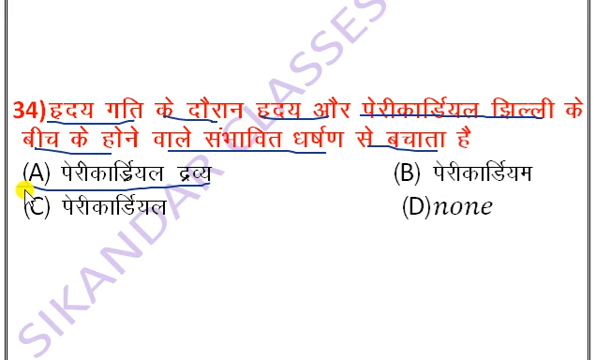 34) हृदय गति के दौरान हृदय और पेरीकार्डियल झिल्ली के
बीच के होने वाले संभावित घर्षण से बचाता है
(A) पेरीकार्डियल द्रव्य (B) पेरीकार्डियम
(C) पेरीकार्डियल (D)none
SIKANDAR CLASSES